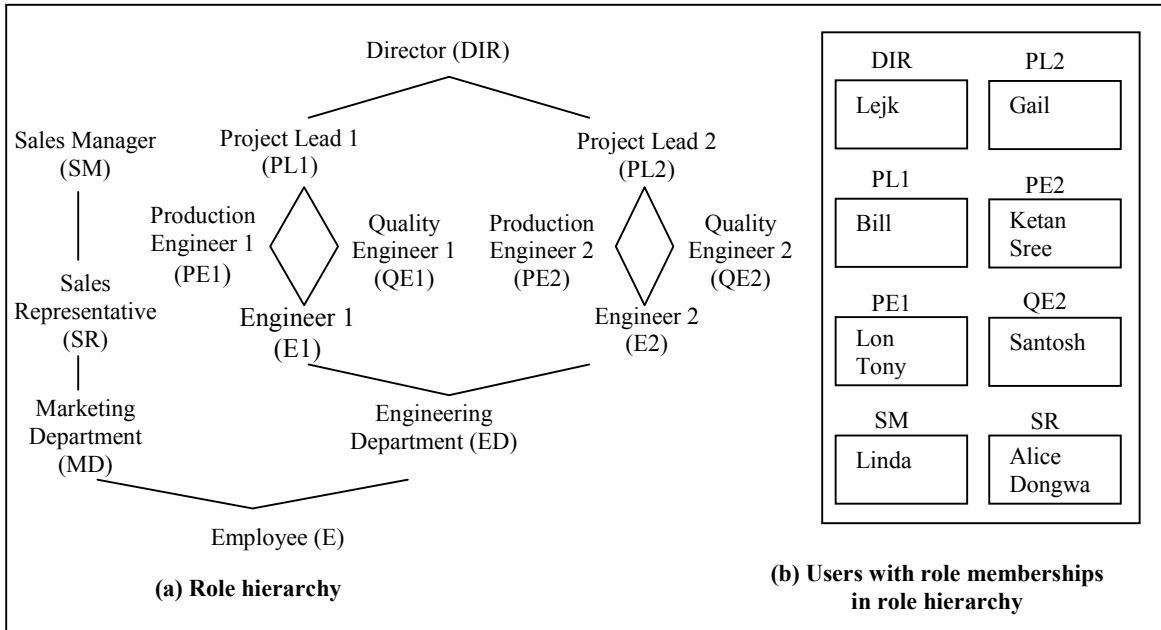 Director (DIR)
Sales Manager
(SM)
Project Lead 1
(PL1)
Project Lead 2
(PL2)
Production
Engineer 1
(PE1)
Quality
Engineer 1
(QE1)
Production
Engineer 2
(PE2)
Quality
Engineer 2
(QE2)
Sales
Representative
(SR)
Engineer 1
(E1)
Engineer 2
(E2)
Marketing
Department
(MD)
Engineering
Department (ED)
Employee (E)
(a) Role hierarchy
DIR
Lejk
PL2
Gail
PL1
Bill
PE2
Ketan
Sree
PE1
Lon
Tony
QE2
Santosh
SM
Linda
SR
Alice
Dongwa
(b) Users with role memberships
in role hierarchy